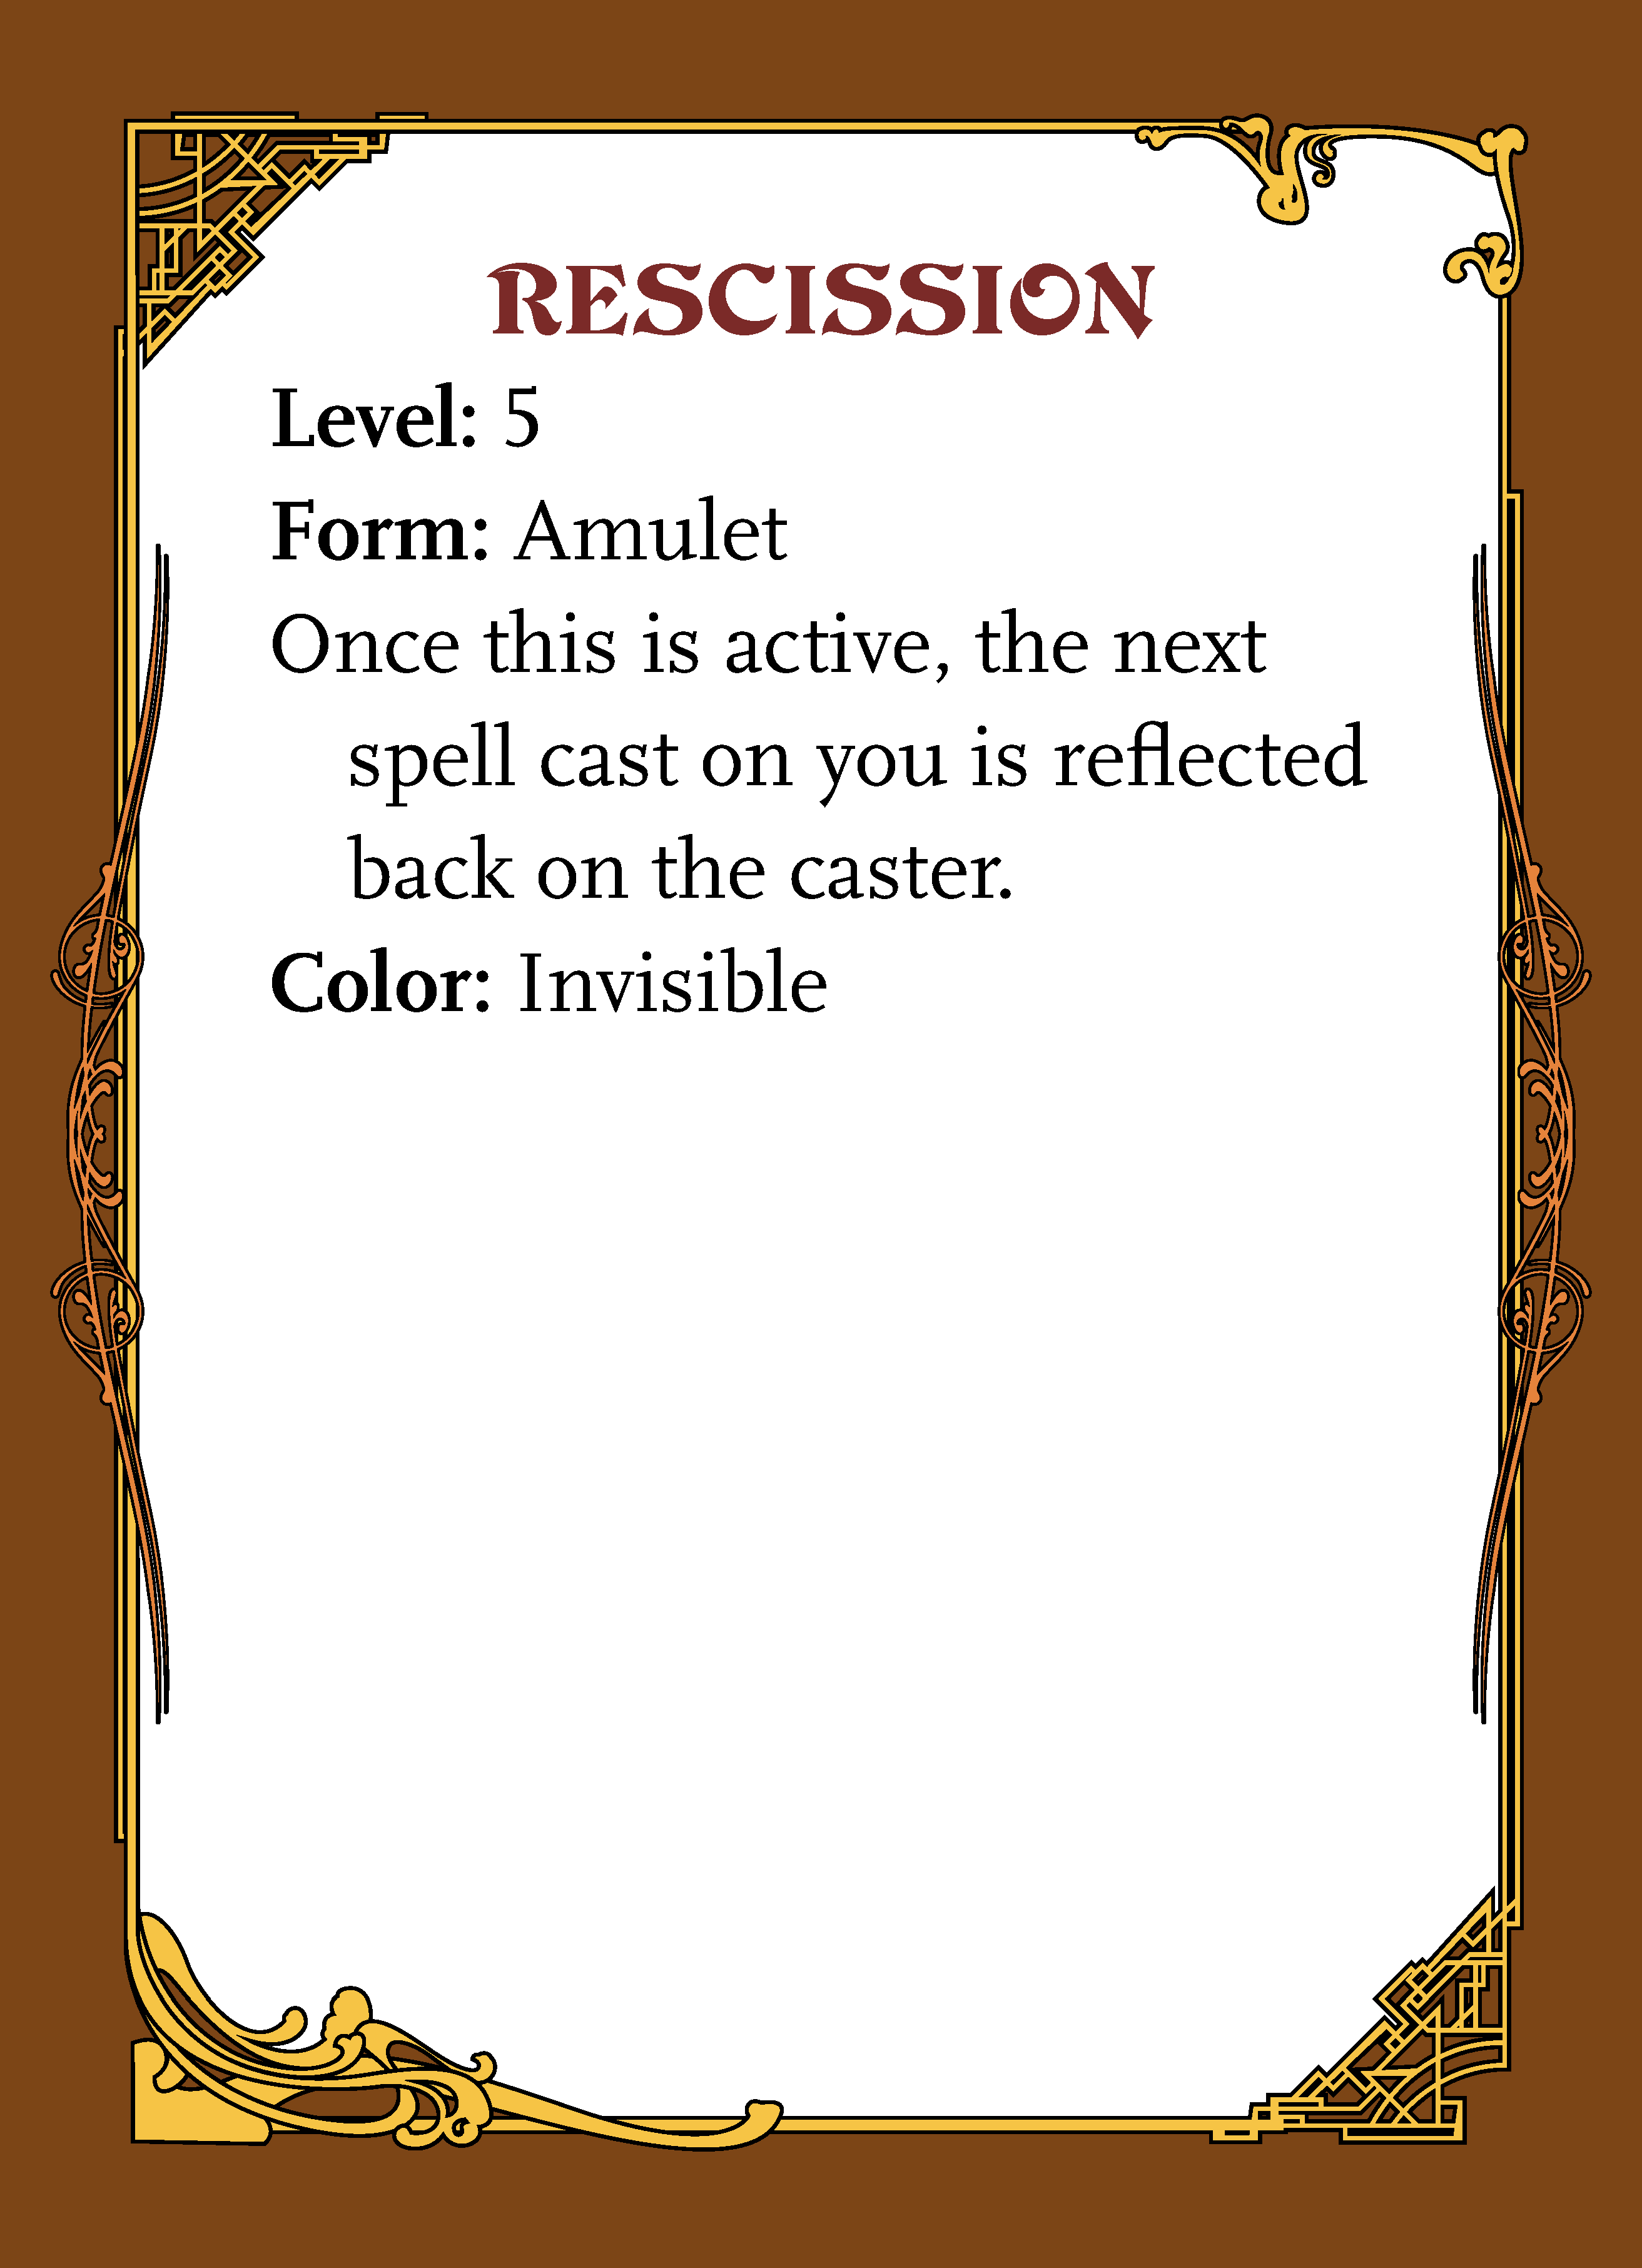 RESCISSION
Level: 5
Form: Amulet
Once this is active, the next
spell cast on you is reflected
back on the caster.
Color: Invisible